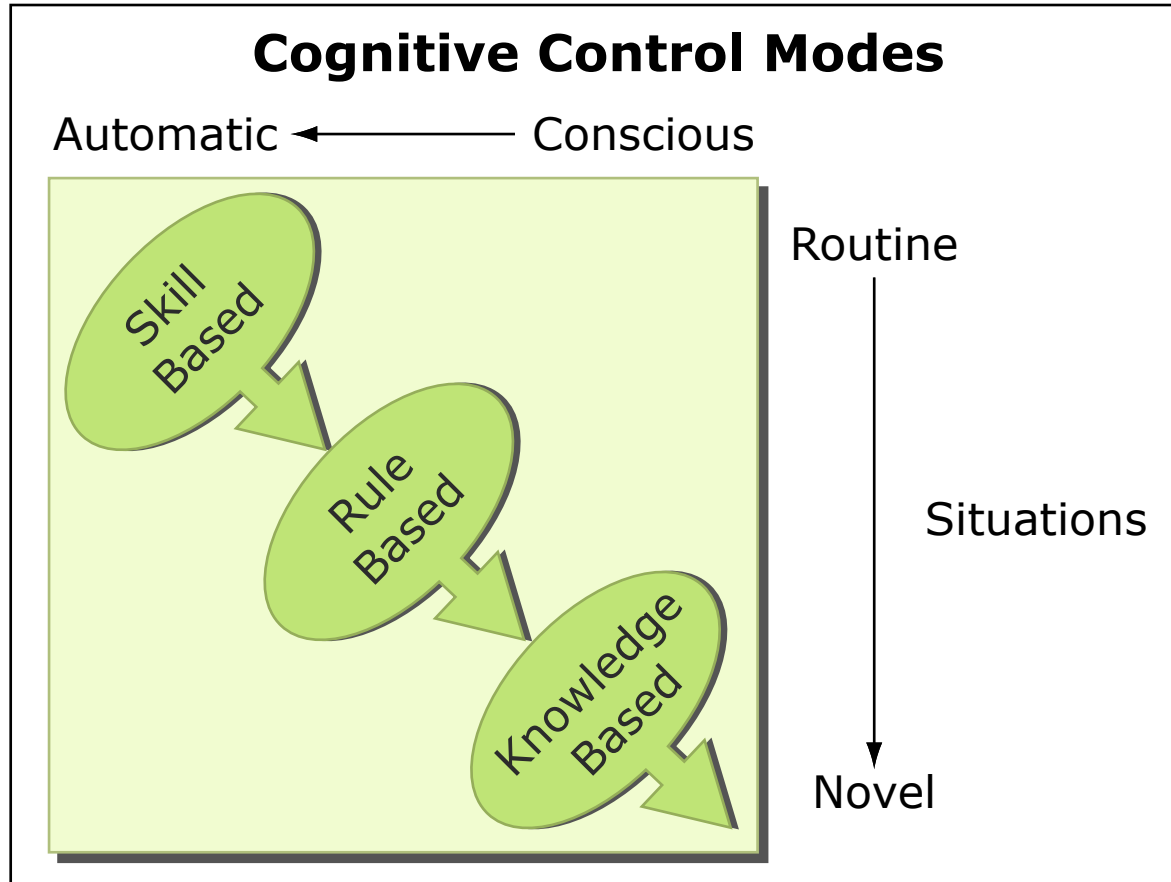 Cognitive Control Modes
Automatic
Conscious
Skill
Based
Routine
Rule
Based
Situations
Knowledge
Based
Novel